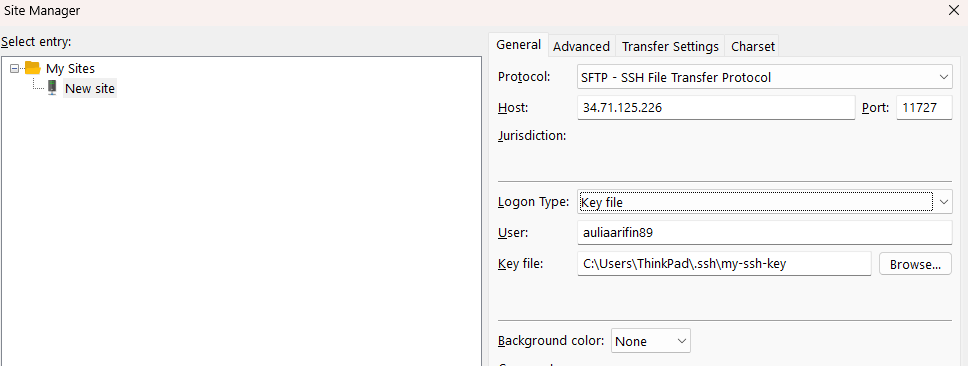 Site Manager
Select entry:
My Sites
New site
General Advanced Transfer Settings Charset
Protocol: SFTP - SSH File Transfer Protocol
Host: 34.71.125.226 Port: 11727
Jurisdiction:
Logon Type: Key file
User: auliaarifin89
Key file: C:\Users\ThinkPad\.ssh\my-ssh-key Browse...
Background color: None